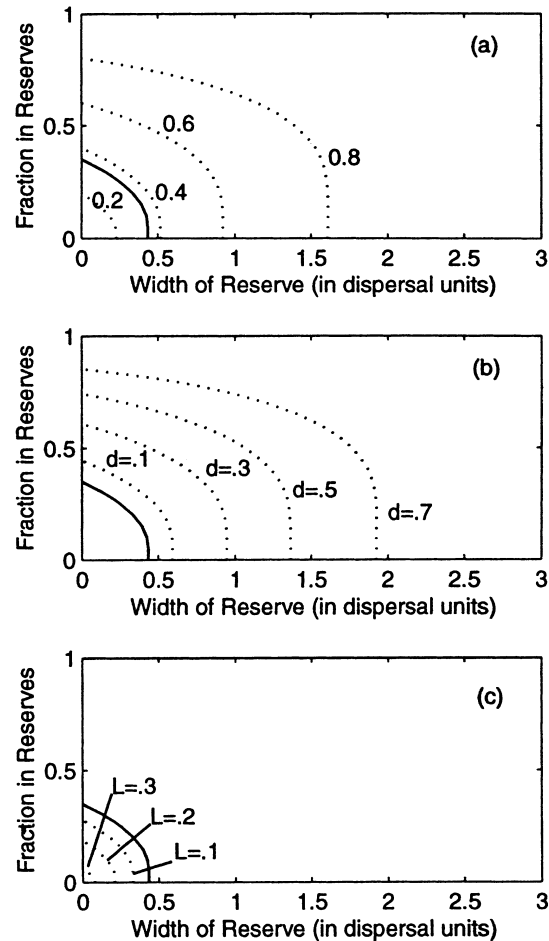 1
(a)
Fraction in Reserves
0.8
0.6
0.5
0.4
0.2
0
0 0.5 1 1.5 2 2.5 3
Width of Reserve (in dispersal units)
1
(b)
Fraction in Reserves
0.5
d=.1
d=.3
d=.5
d=.7
0
0 0.5 1 1.5 2 2.5 3
Width of Reserve (in dispersal units)
1
(c)
Fraction in Reserves
0.5
L=.3
L=.2
L=.1
0
0 0.5 1 1.5 2 2.5 3
Width of Reserve (in dispersal units)